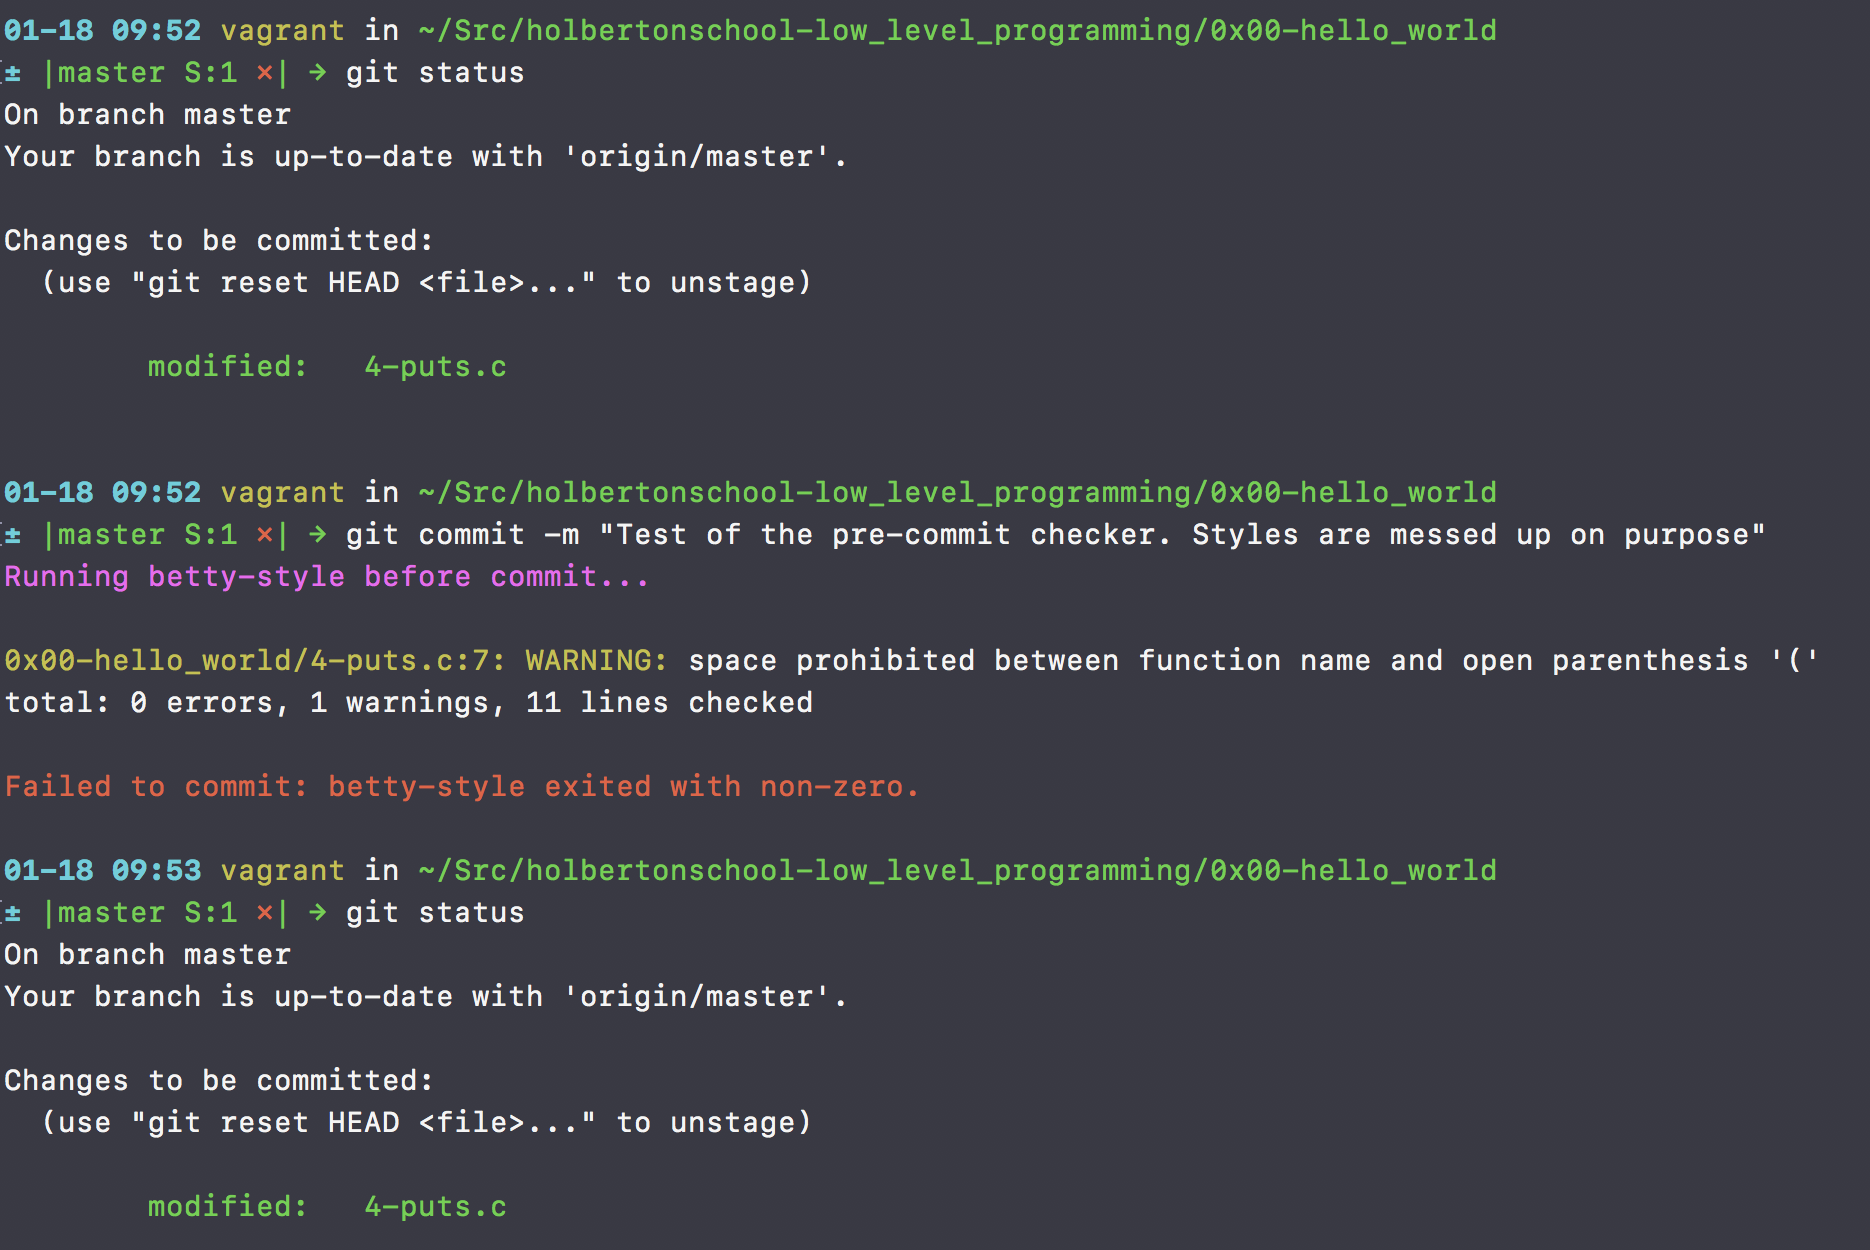 01-18 09:52 vagrant in ~/Src/holbertonschool-low_level_programming/0x00-hello_world
± |master S:1 ×| → git status
On branch master
Your branch is up-to-date with 'origin/master'.
Changes to be committed:
  (use "git reset HEAD <file>..." to unstage)
        modified:   4-puts.c
01-18 09:52 vagrant in ~/Src/holbertonschool-low_level_programming/0x00-hello_world
± |master S:1 ×| → git commit -m "Test of the pre-commit checker. Styles are messed up on purpose"
Running betty-style before commit...
0x00-hello_world/4-puts.c:7: WARNING: space prohibited between function name and open parenthesis '('
total: 0 errors, 1 warnings, 11 lines checked
Failed to commit: betty-style exited with non-zero.
01-18 09:53 vagrant in ~/Src/holbertonschool-low_level_programming/0x00-hello_world
± |master S:1 ×| → git status
On branch master
Your branch is up-to-date with 'origin/master'.
Changes to be committed:
  (use "git reset HEAD <file>..." to unstage)
        modified:   4-puts.c